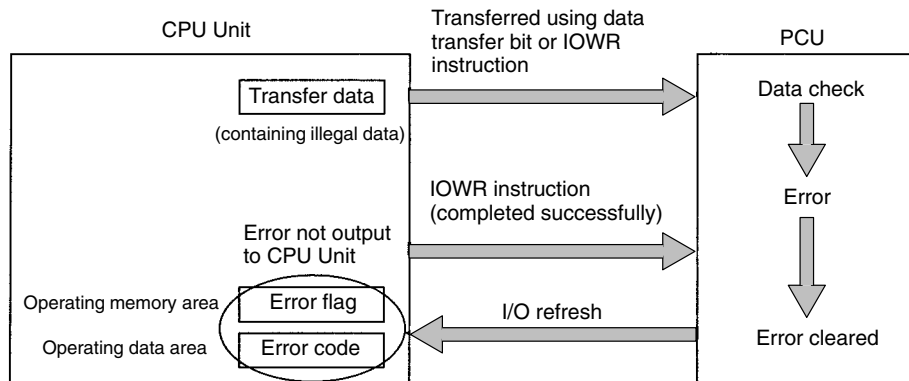 CPU Unit
Transferred using data
transfer bit or IOWR
instruction
PCU
Transfer data
(containing illegal data)
Data check
IOWR instruction
(completed successfully)
Error
Error not output
to CPU Unit
Operating memory area
Error flag
I/O refresh
Operating data area
Error code
Error cleared